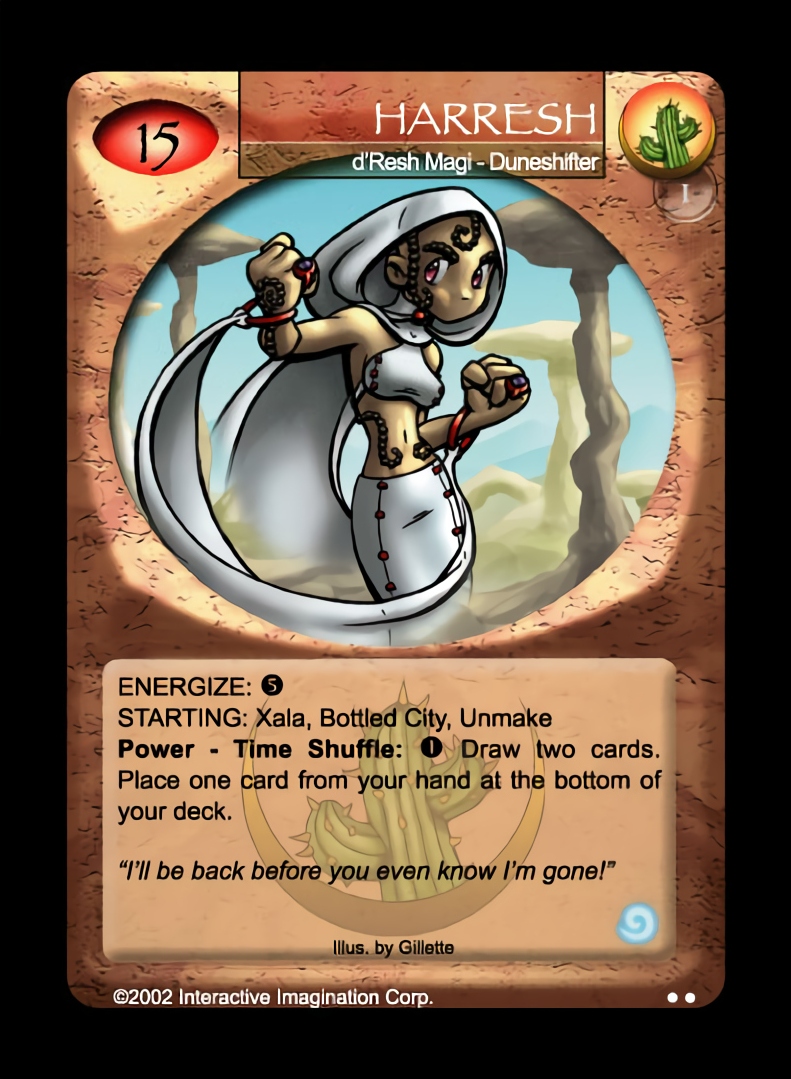 15
HARRESH
d'Resh Magi - Duneshifter
I
ENERGIZE: 5
STARTING: Xala, Bottled City, Unmake
Power - Time Shuffle: 1 Draw two cards.
Place one card from your hand at the bottom of
your deck.
“I'll be back before you even know I'm gone!”
Illus. by Gillette
©2002 Interactive Imagination Corp.